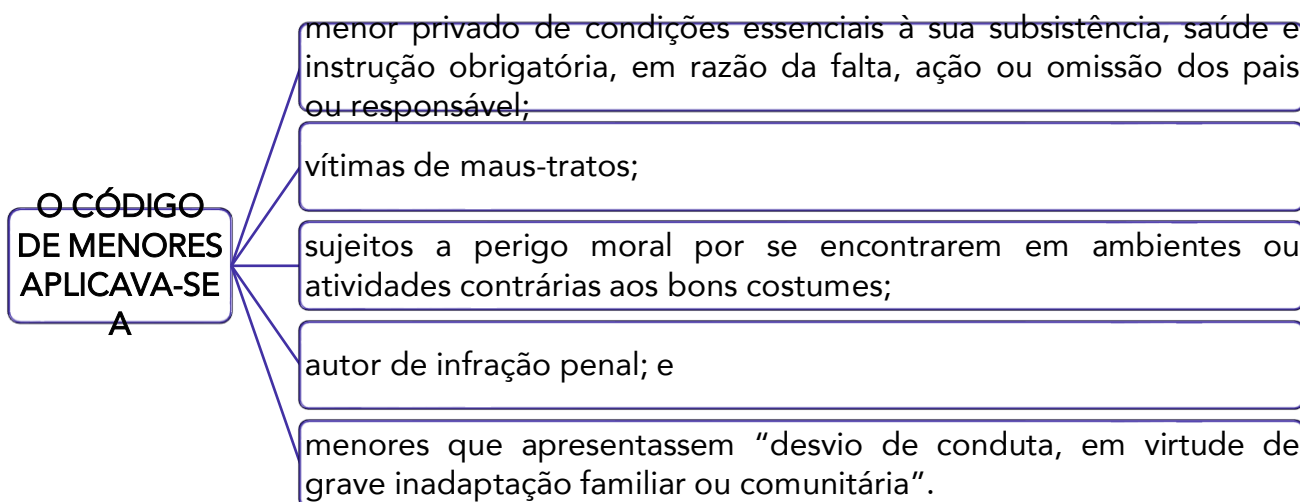 O CÓDIGO
DE MENORES
APLICAVA-SE
A
menor privado de condições essenciais à sua subsistência, saúde e
instrução obrigatória, em razão da falta, ação ou omissão dos pais
ou responsável;
vítimas de maus-tratos;
sujeitos a perigo moral por se encontrarem em ambientes ou
atividades contrárias aos bons costumes;
autor de infração penal; e
menores que apresentassem “desvio de conduta, em virtude de
grave inadaptação familiar ou comunitária”.